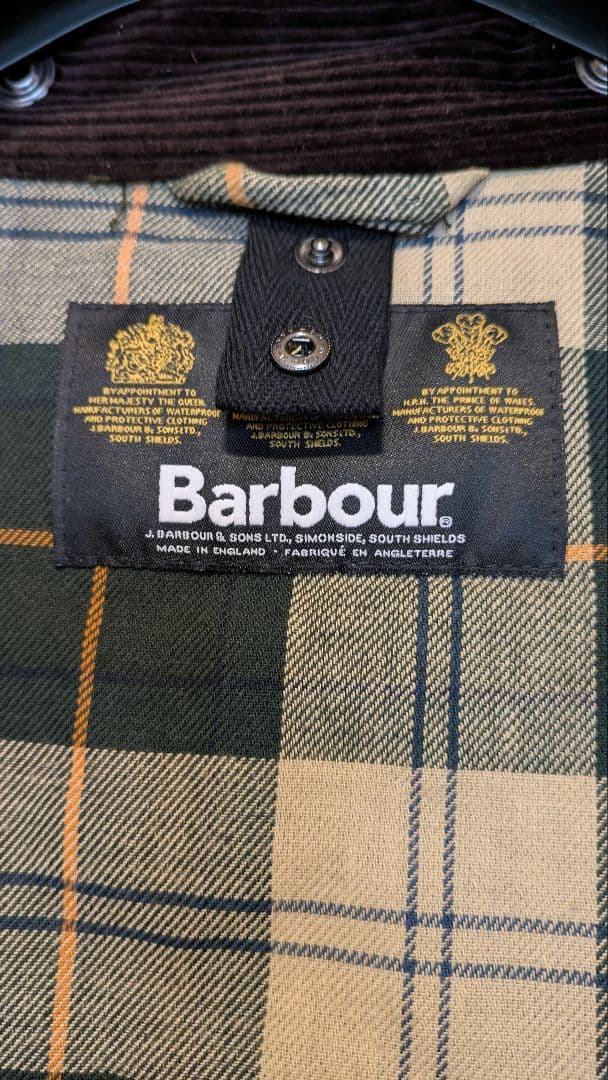 BY APPOINTMENT TO
HER MAJESTY THE QUEEN
MANUFACTURERS OF WATERPROOF
AND PROTECTIVE CLOTHING
J. BARBOUR & SONS LTD.,
SOUTH SHIELDS.
MANUFACTURERS OF WATERPROOF
AND PROTECTIVE CLOTHING
J. BARBOUR & SONS LTD.,
SOUTH SHIELDS.
BY APPOINTMENT TO
H.R.H. THE PRINCE OF WALES
MANUFACTURERS OF WATERPROOF
AND PROTECTIVE CLOTHING
J. BARBOUR & SONS LTD.,
SOUTH SHIELDS.
Barbour®
J. BARBOUR & SONS LTD., SIMONSIDE, SOUTH SHIELDS
MADE IN ENGLAND · FABRIQUÉ EN ANGLETERRE